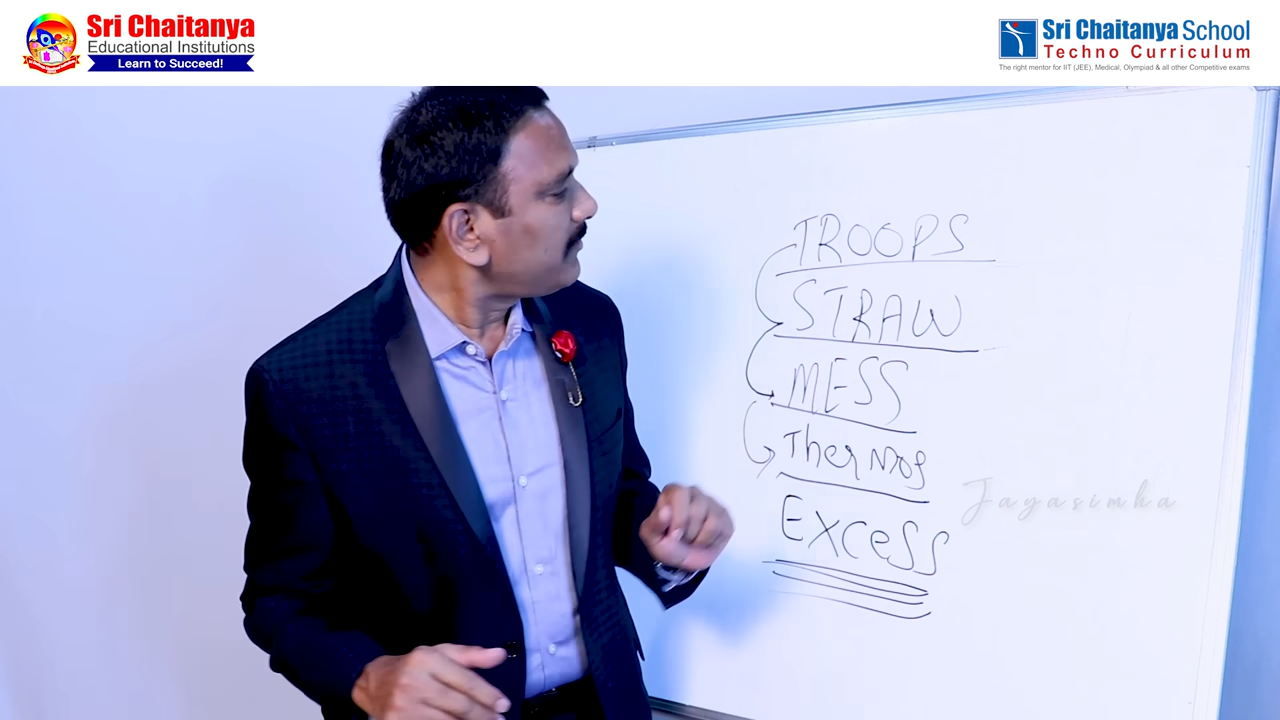 Sri Chaitanya
Educational Institutions
Learn to Succeed!
Sri Chaitanya School
Techno Curriculum
The right mentor for IIT (JEE), Medical, Olympiad & all other Competitive exams
TROOPS
STRAW
MESS
Thermos
Jayasimha
Excess